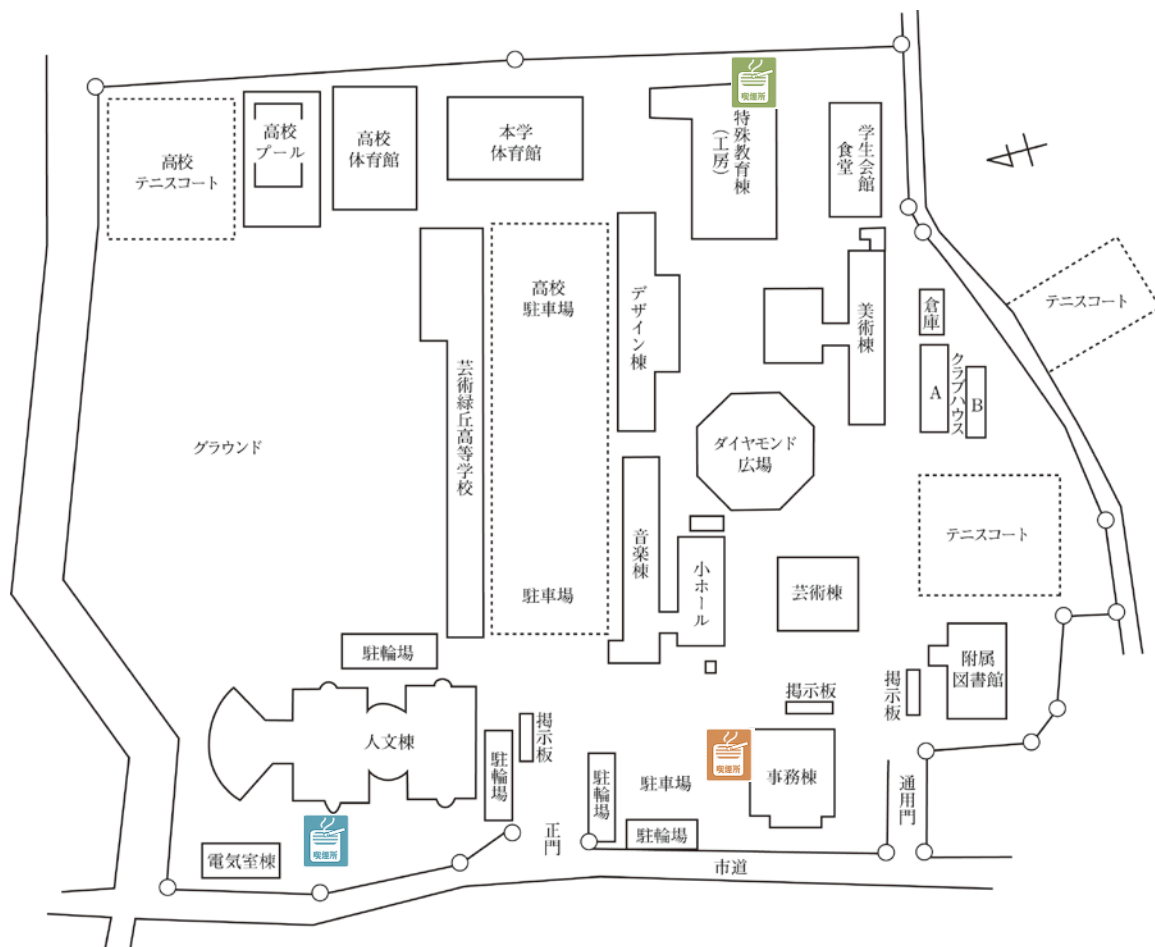 喫煙所
高校
テニスコート
高校
プール
高校
体育館
本学
体育館
特殊教育棟
（工房）
学生会館
食堂
高校
駐車場
デザイン棟
美術棟
倉庫
テニスコート
A
クラブハウス
B
グラウンド
芸術緑丘高等学校
ダイヤモンド
広場
テニスコート
音楽棟
小ホール
駐車場
芸術棟
駐輪場
附属
図書館
掲示板
掲示板
人文棟
掲示板
駐輪場
喫煙所
駐輪場
駐車場
事務棟
通用門
喫煙所
正門
駐輪場
電気室棟
市道